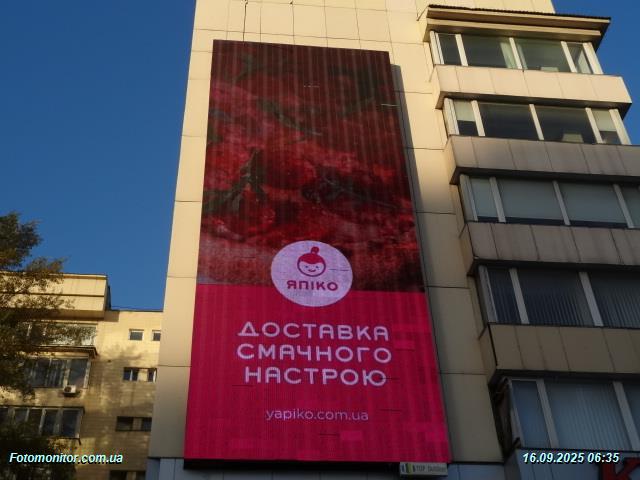 ЯПІКО
ДОСТАВКА
СМАЧНОГО
НАСТРОЮ
yapiko.com.ua
Fotomonitor.com.ua
16.09.2025 06:35